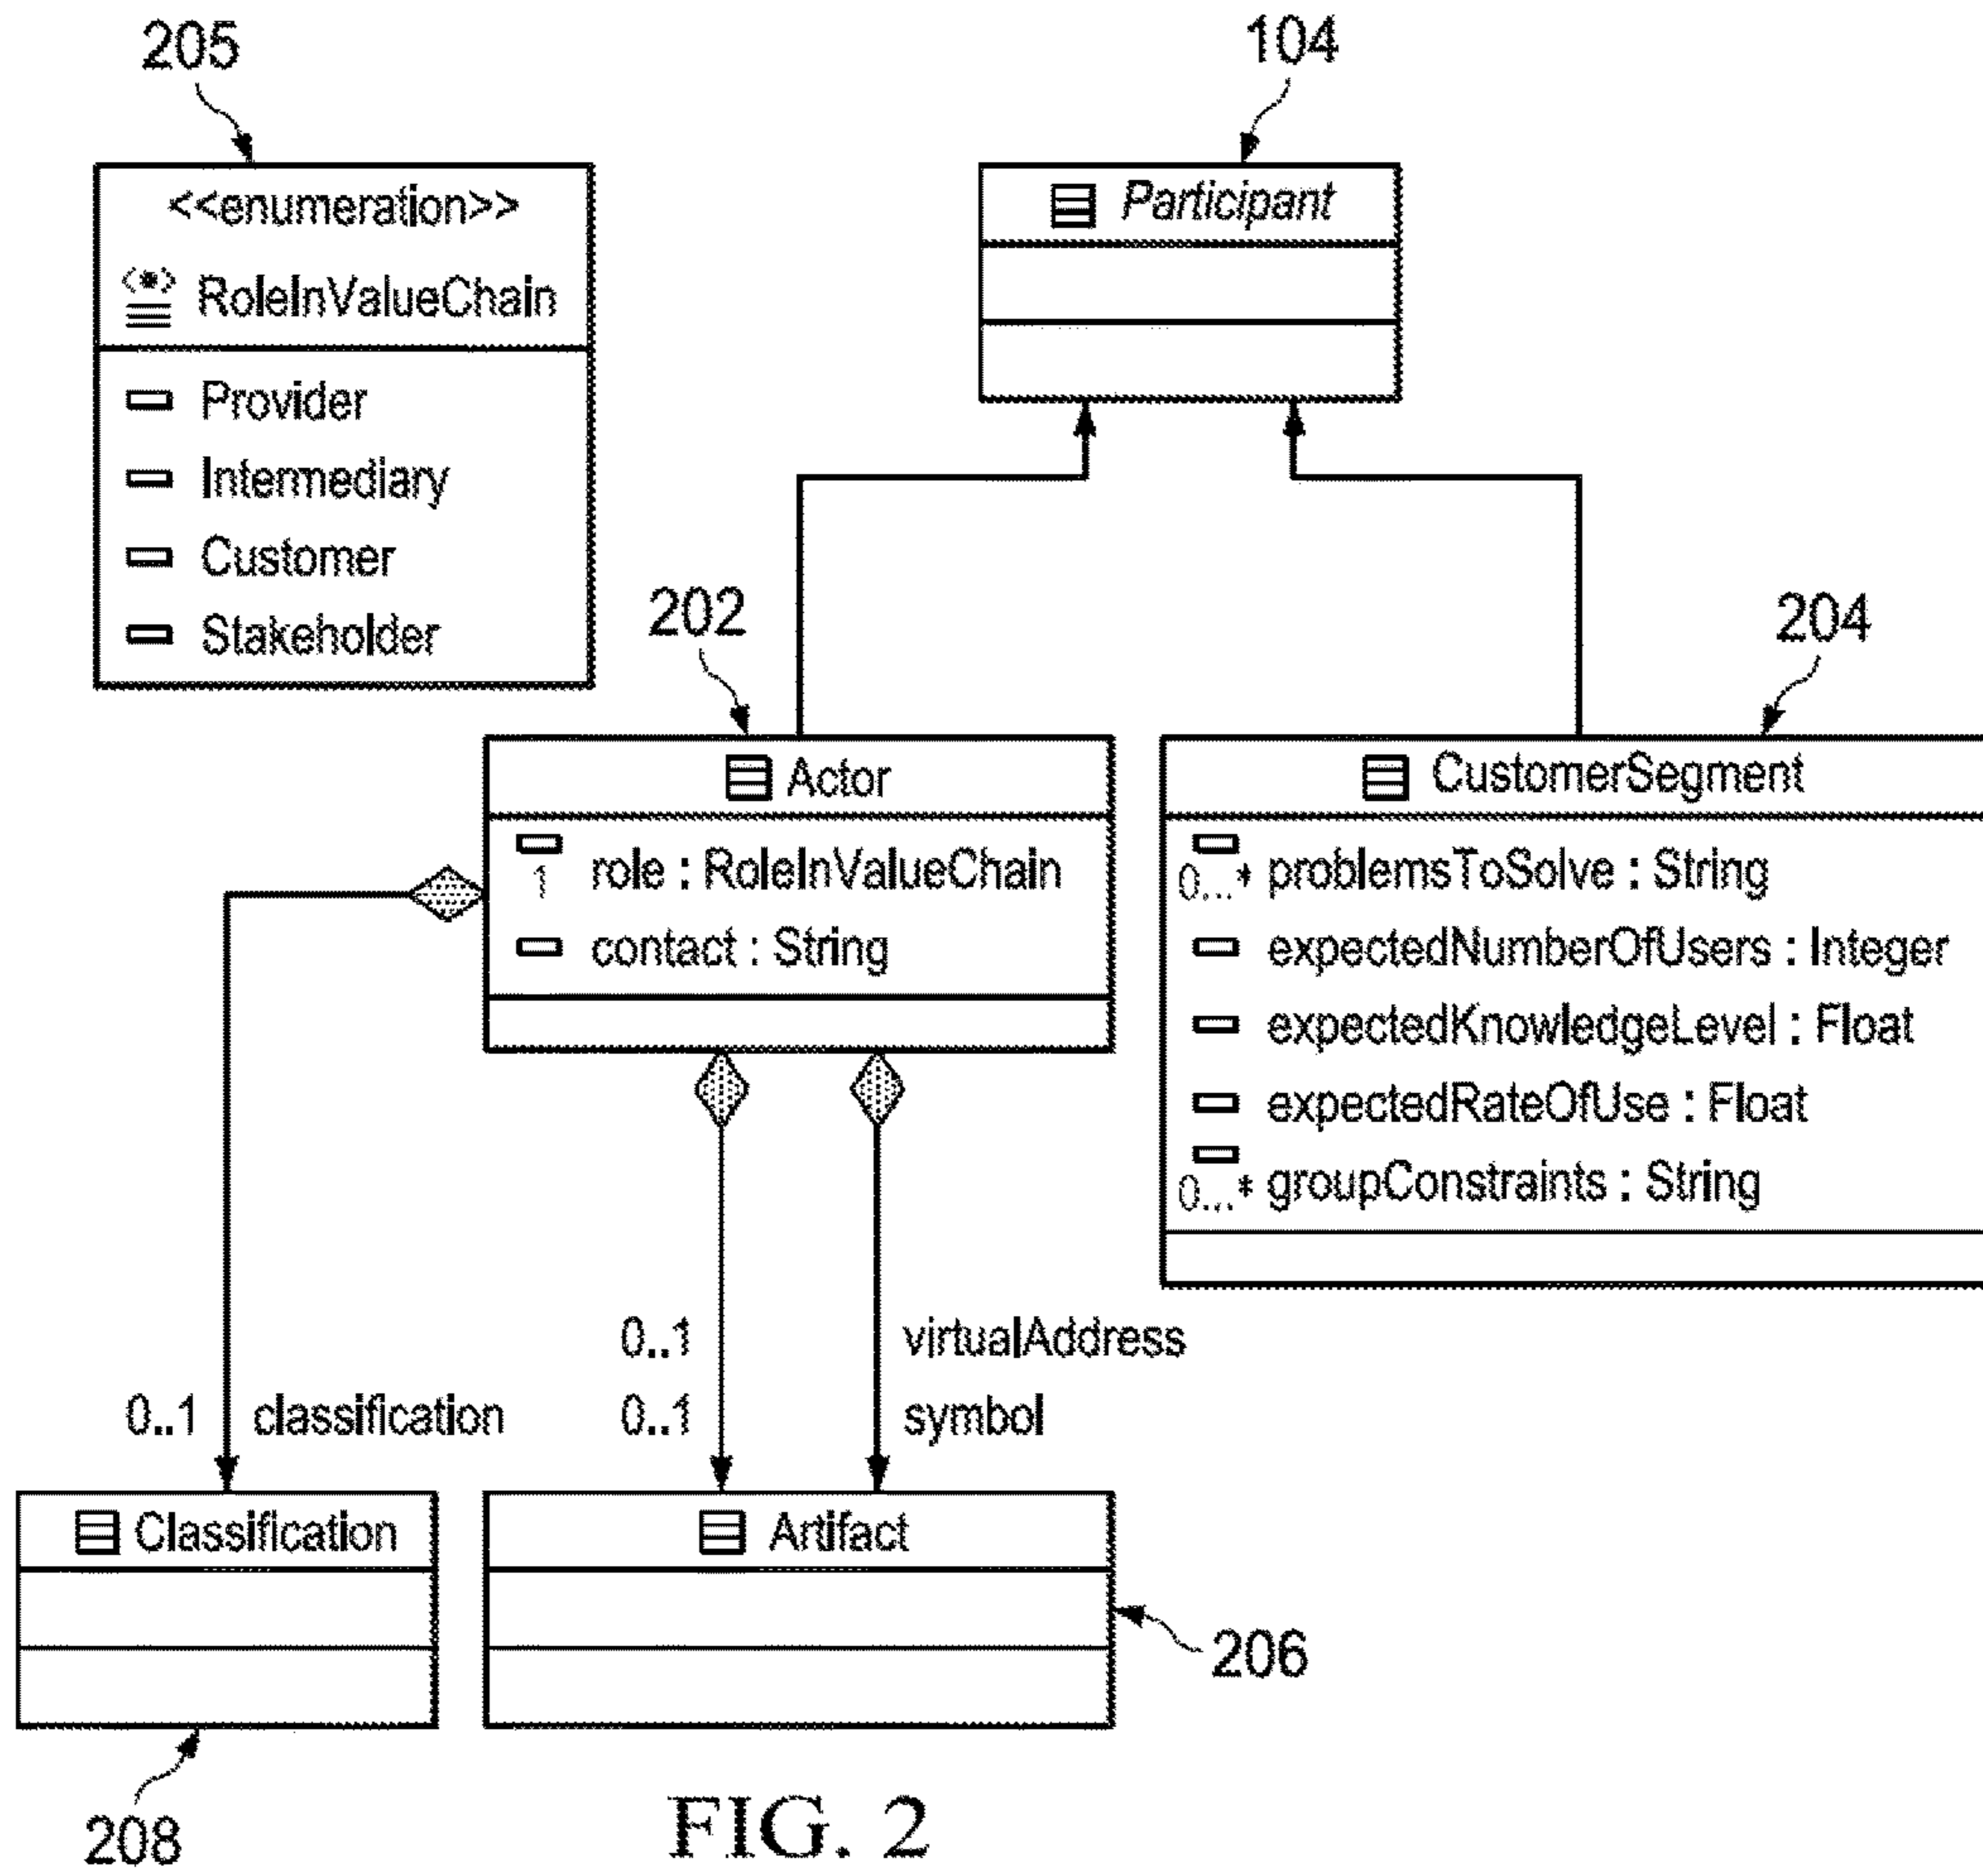 205
104
<<enumeration>>
RoleInValueChain
Provider
Intermediary
Customer
Stakeholder
Participant
202
204
Actor
1 role : RoleInValueChain
contact : String
CustomerSegment
0...* problemsToSolve : String
expectedNumberOfUsers : Integer
expectedKnowledgeLevel : Float
expectedRateOfUse : Float
0...* groupConstraints : String
0..1 virtualAddress
0..1 classification
0..1 symbol
Classification
Artifact
206
208
FIG. 2